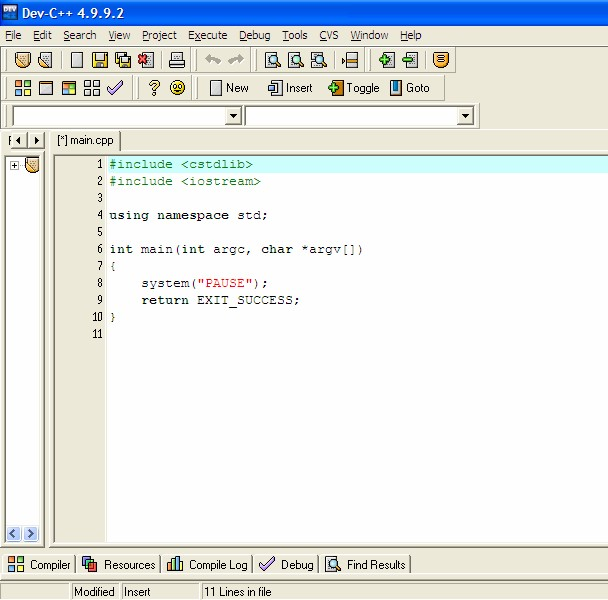 Dev-C++ 4.9.9.2
File Edit Search View Project Execute Debug Tools CVS Window Help
New Insert Toggle Goto
[*] main.cpp
1 #include <cstdlib>
2 #include <iostream>
3
4 using namespace std;
5
6 int main(int argc, char *argv[])
7 {
8 system("PAUSE");
9 return EXIT_SUCCESS;
10 }
11
Compiler Resources Compile Log Debug Find Results
Modified Insert 11 Lines in file